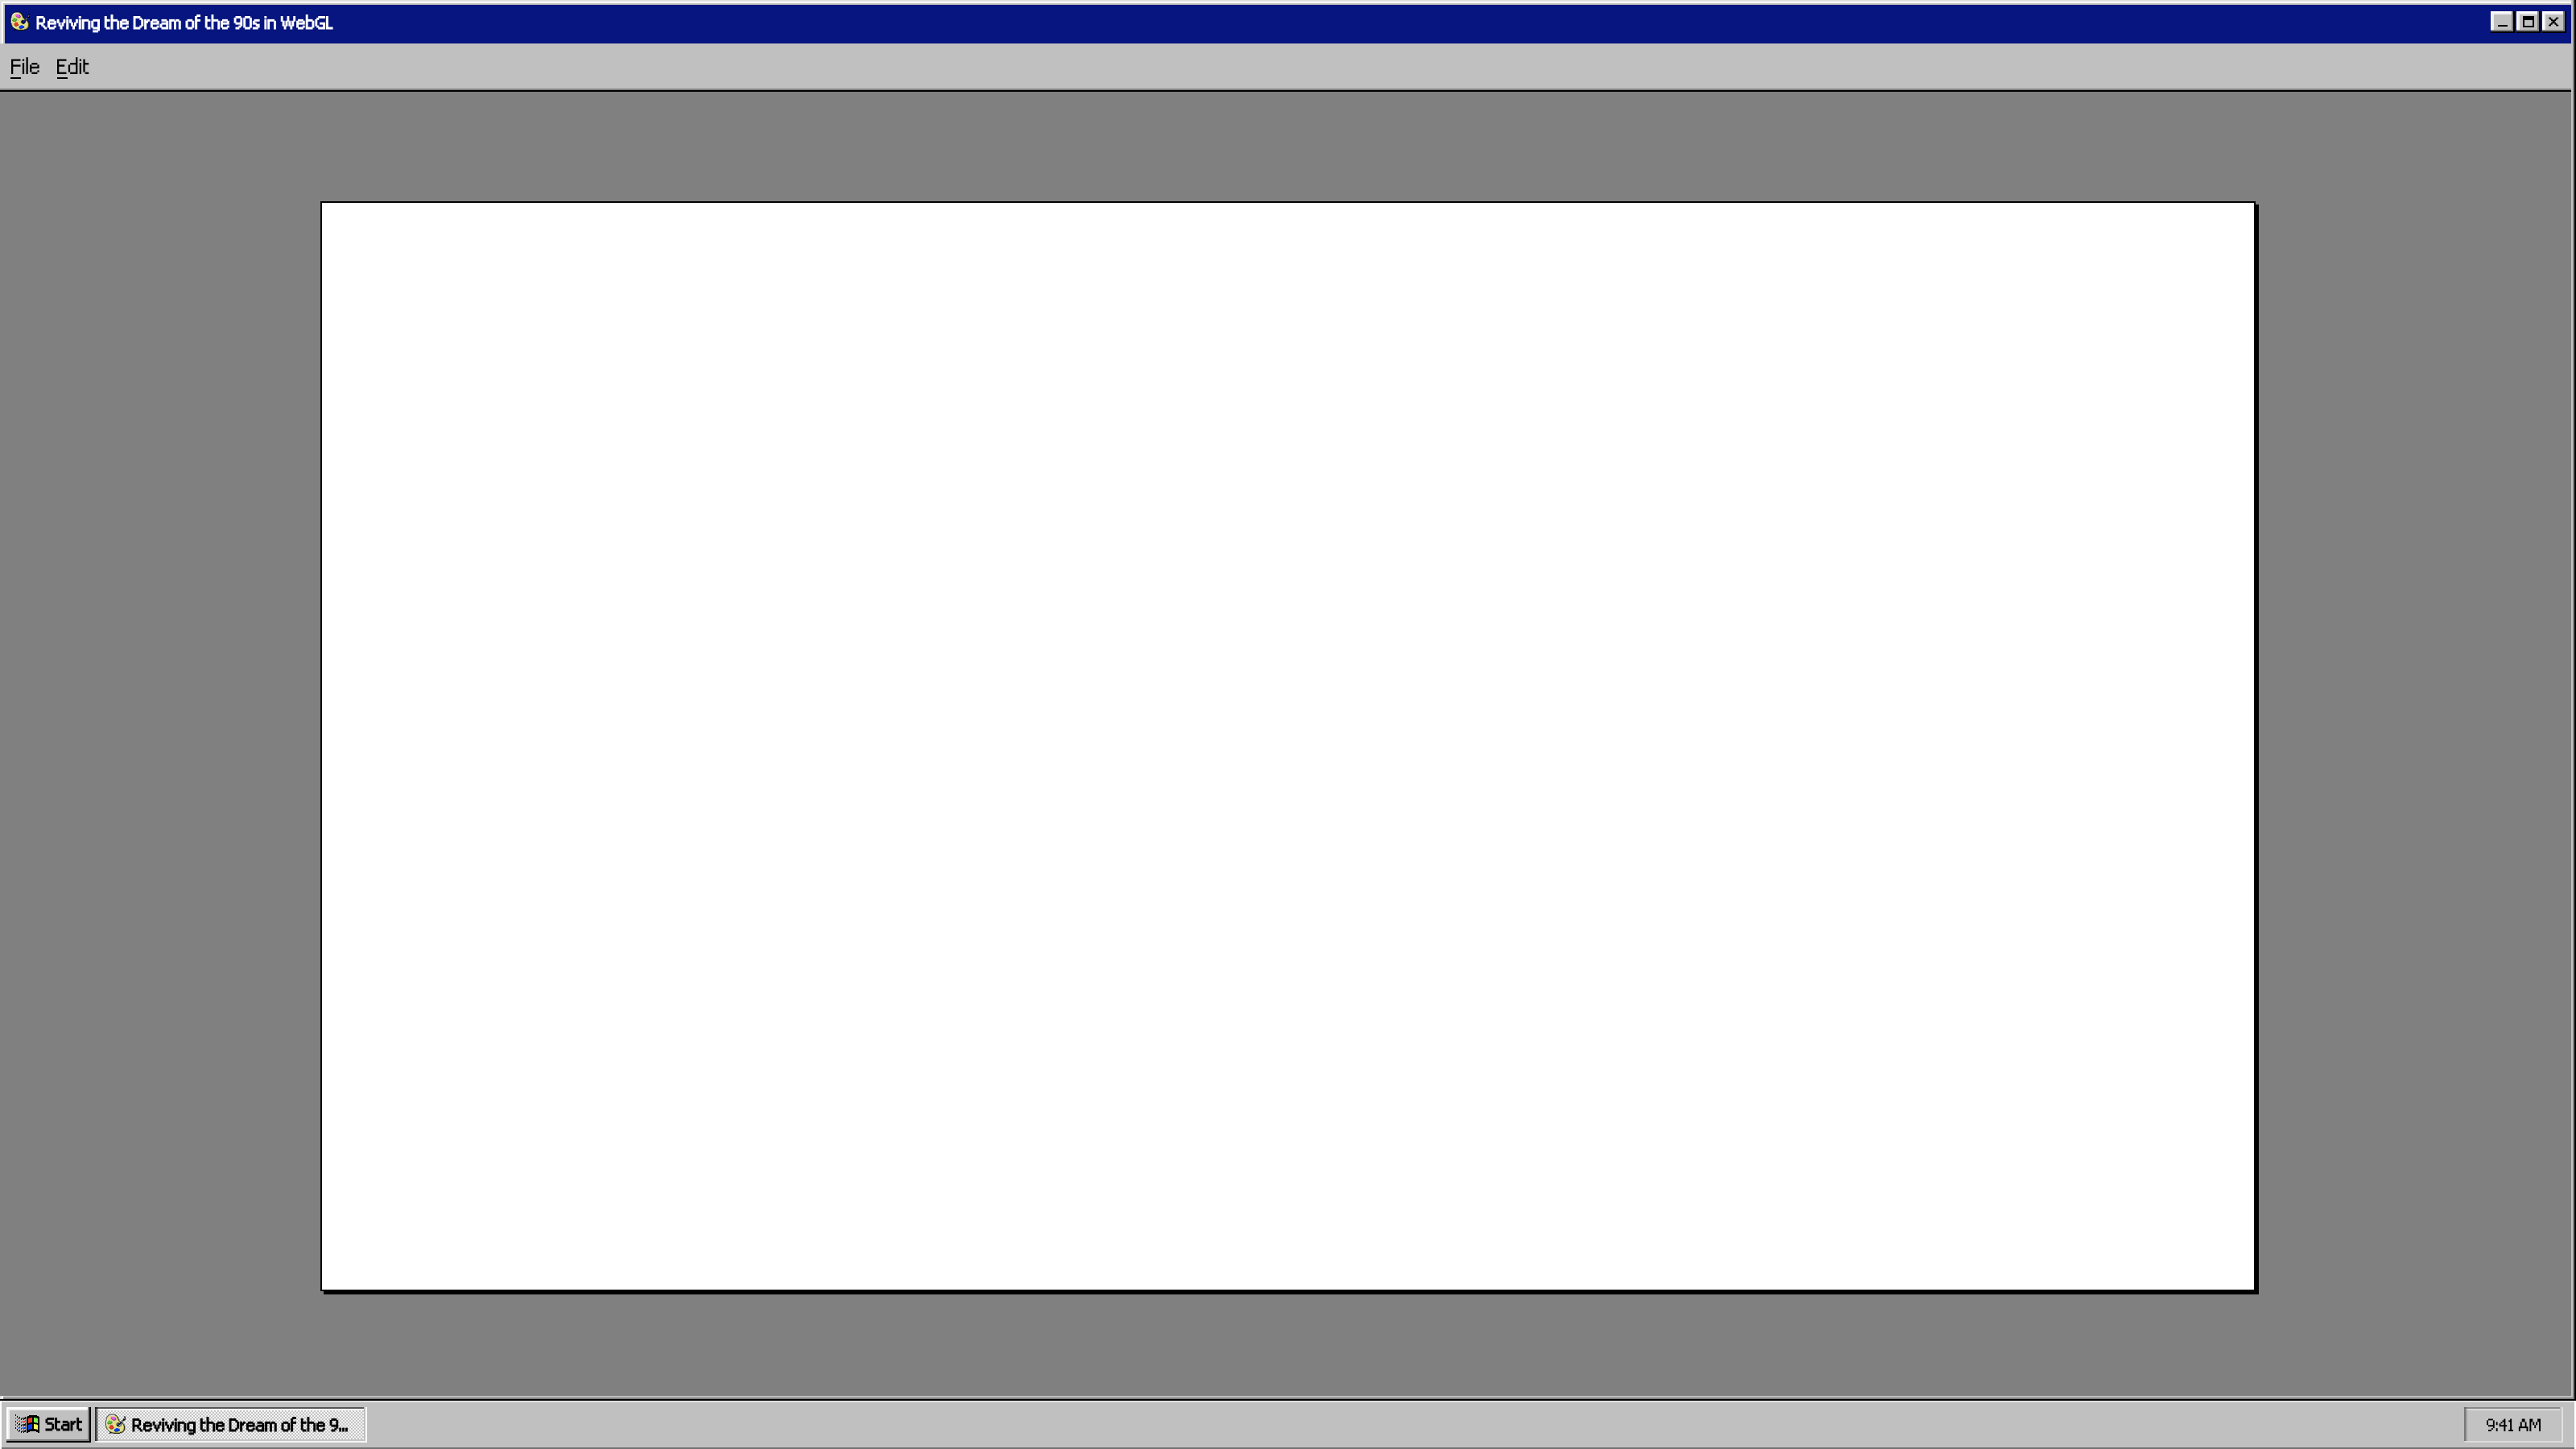 Reviving the Dream of the 90s in WebGL
File Edit
Start
Reviving the Dream of the 9...
9:41 AM